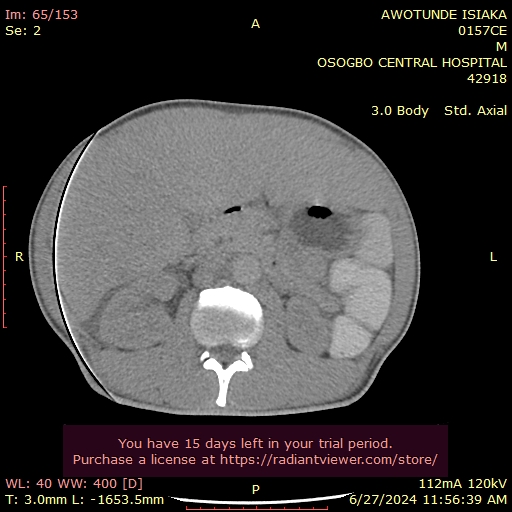 Im: 65/153
Se: 2
A
AWOTUNDE ISIAKA
0157CE
M
OSOGBO CENTRAL HOSPITAL
42918
3.0 Body Std. Axial
R
L
You have 15 days left in your trial period.
Purchase a license at https://radiantviewer.com/store/
WL: 40 WW: 400 [D]
T: 3.0mm L: -1653.5mm
P
112mA 120kV
6/27/2024 11:56:39 AM